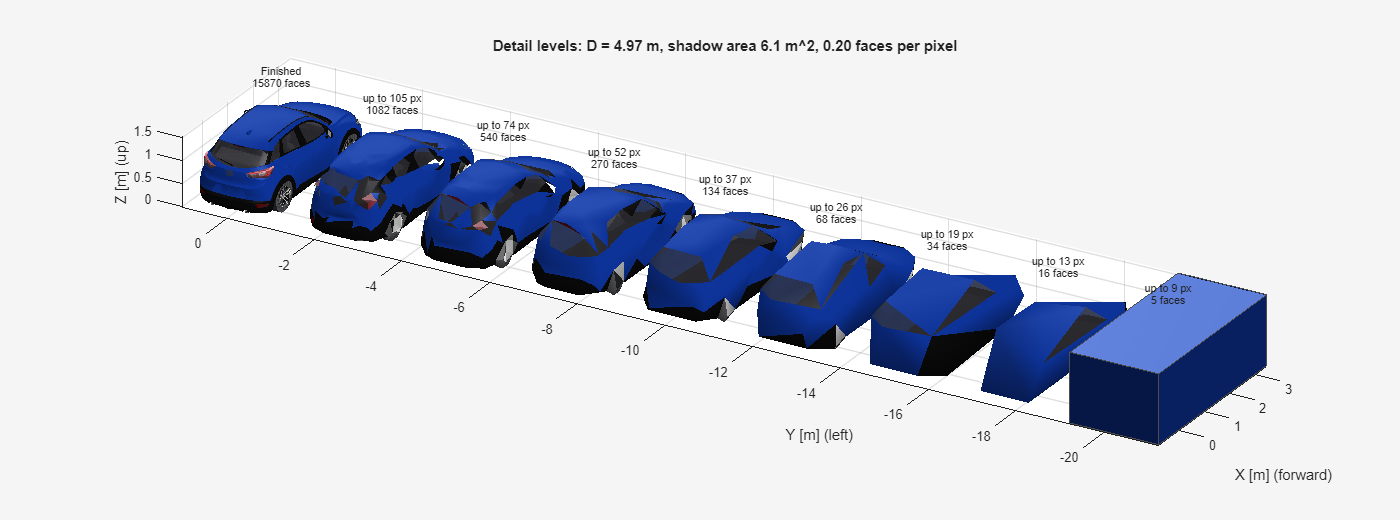 Detail levels: D = 4.97 m, shadow area 6.1 m^2, 0.20 faces per pixel
Finished
15870 faces
up to 105 px
1082 faces
up to 74 px
540 faces
up to 52 px
270 faces
up to 37 px
134 faces
up to 26 px
68 faces
up to 19 px
34 faces
up to 13 px
16 faces
up to 9 px
5 faces
Z [m] (up)
1.5
1
0.5
0
0
-2
-4
-6
-8
-10
-12
-14
-16
-18
-20
Y [m] (left)
0
1
2
3
X [m] (forward)